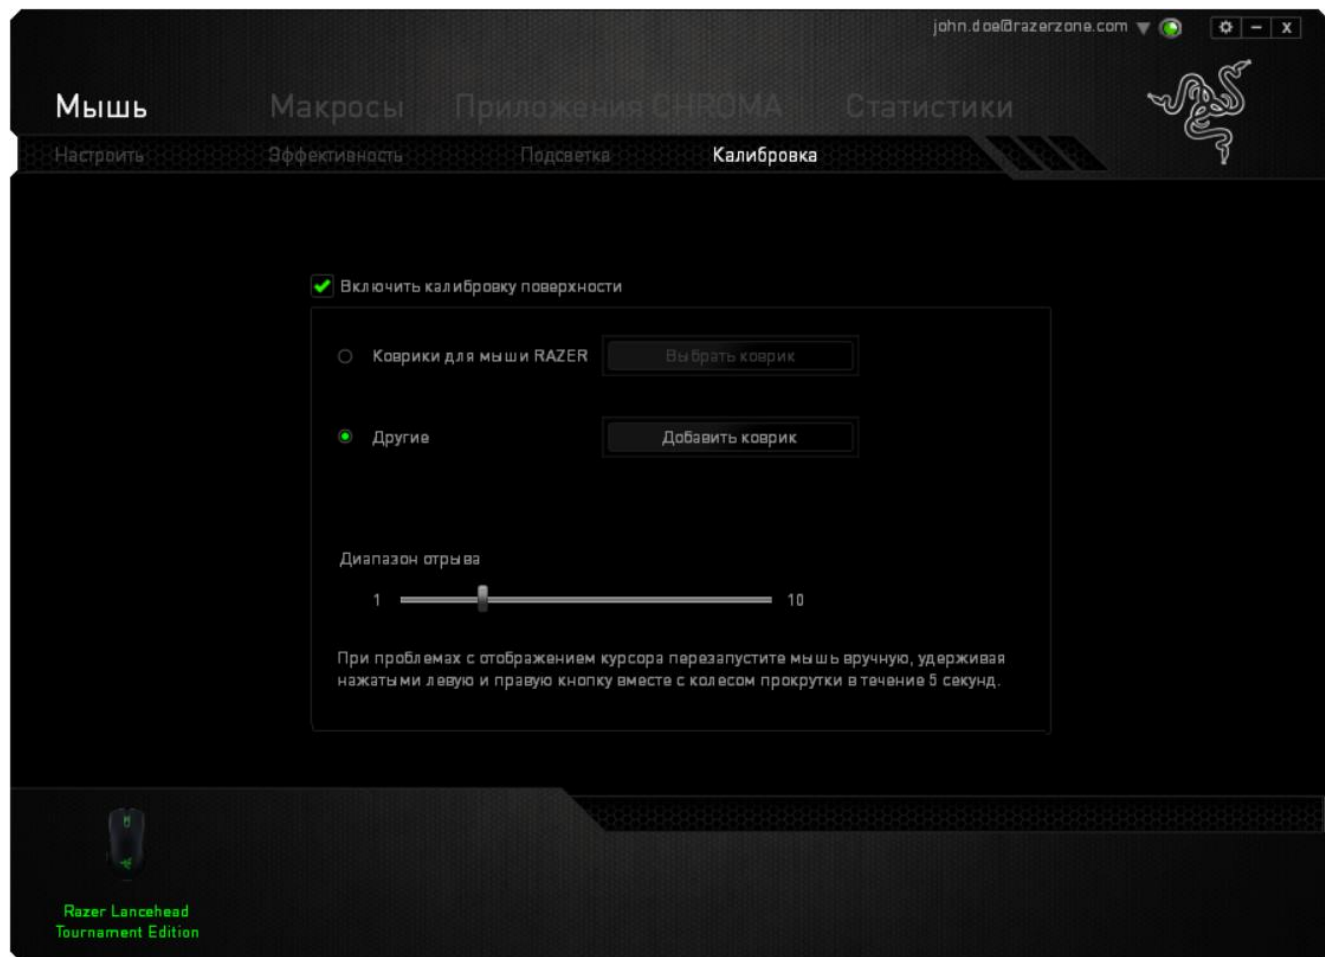 john.doe@razerzone.com
Мышь Макросы Приложения CHROMA Статистики
Настроить Эффективность Подсветка Калибровка
Включить калибровку поверхности
Коврики для мыши RAZER Выбрать коврик
Другие Добавить коврик
Диапазон отрыва
1 10
При проблемах с отображением курсора перезапустите мышь вручную, удерживая
нажатыми левую и правую кнопку вместе с колесом прокрутки в течение 5 секунд.
Razer Lancehead
Tournament Edition